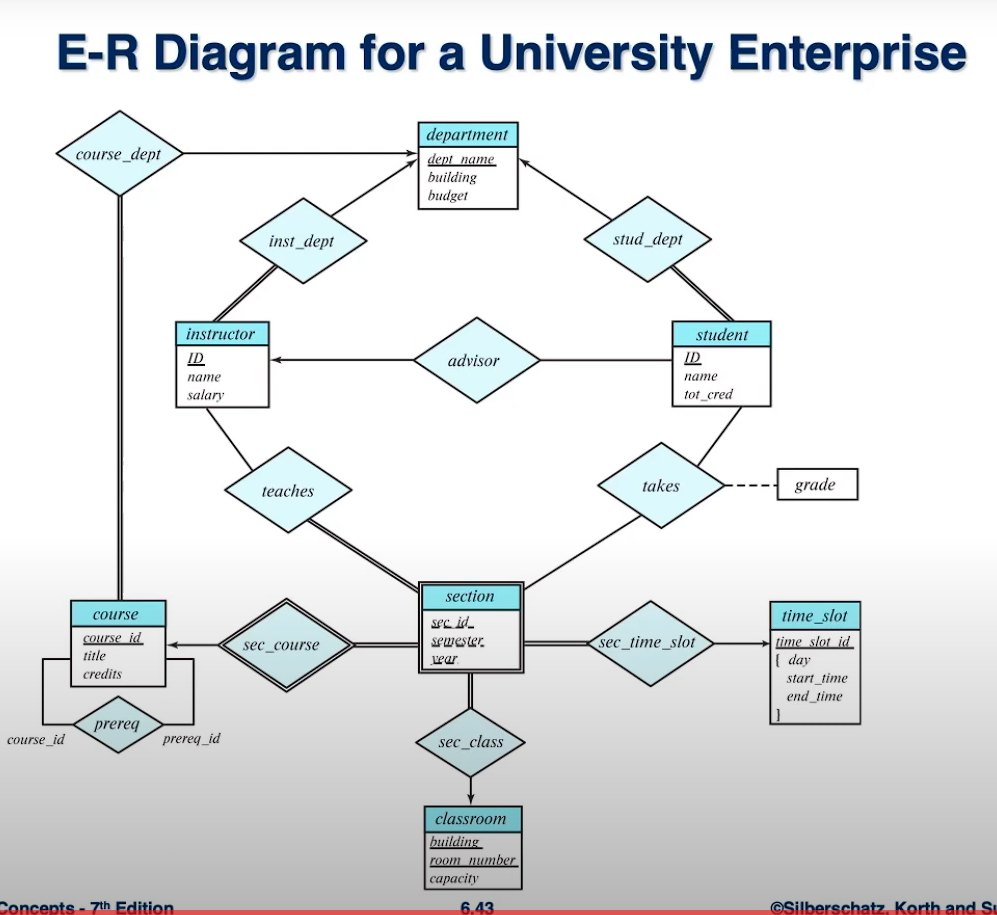 E-R Diagram for a University Enterprise
course_dept
department
dept_name
building
budget
inst_dept
stud_dept
instructor
ID
name
salary
advisor
student
ID
name
tot_cred
teaches
takes
grade
course
course_id
title
credits
sec_course
section
sec_id
semester
year
sec_time_slot
time_slot
time_slot_id
{ day
start_time
end_time
}
course_id
prereq
prereq_id
sec_class
classroom
building
room_number
capacity
Concepts - 7th Edition
6.43
©Silberschatz, Korth and Su